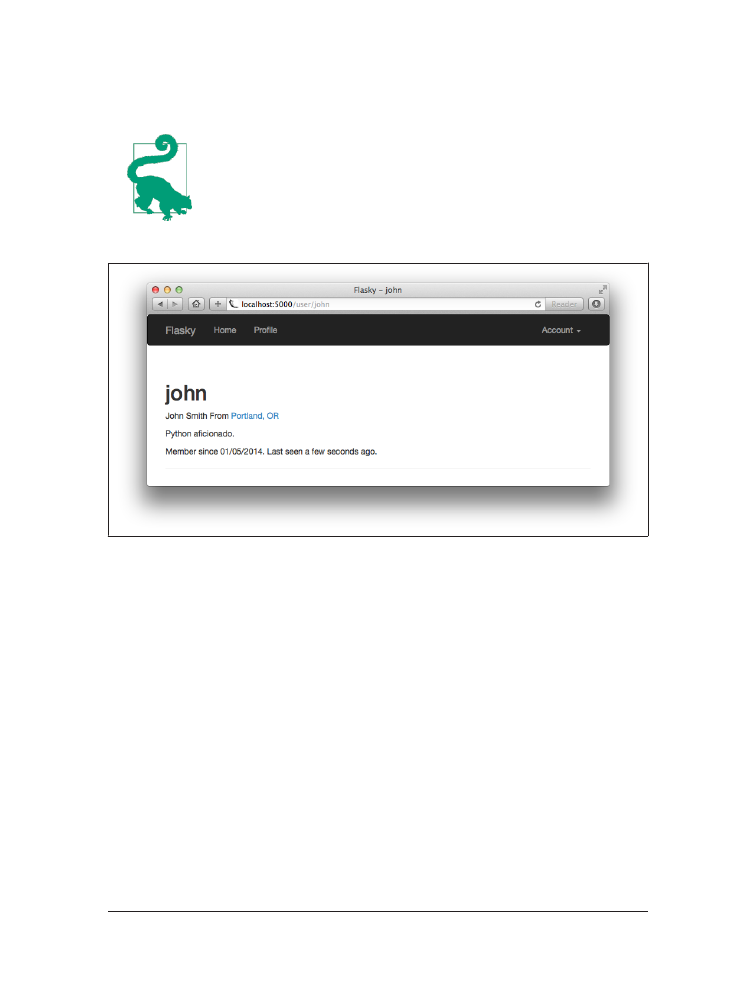 Flasky - john
localhost:5000/user/john
Reader
Flasky Home Profile Account
john
John Smith From Portland, OR
Python aficionado.
Member since 01/05/2014. Last seen a few seconds ago.